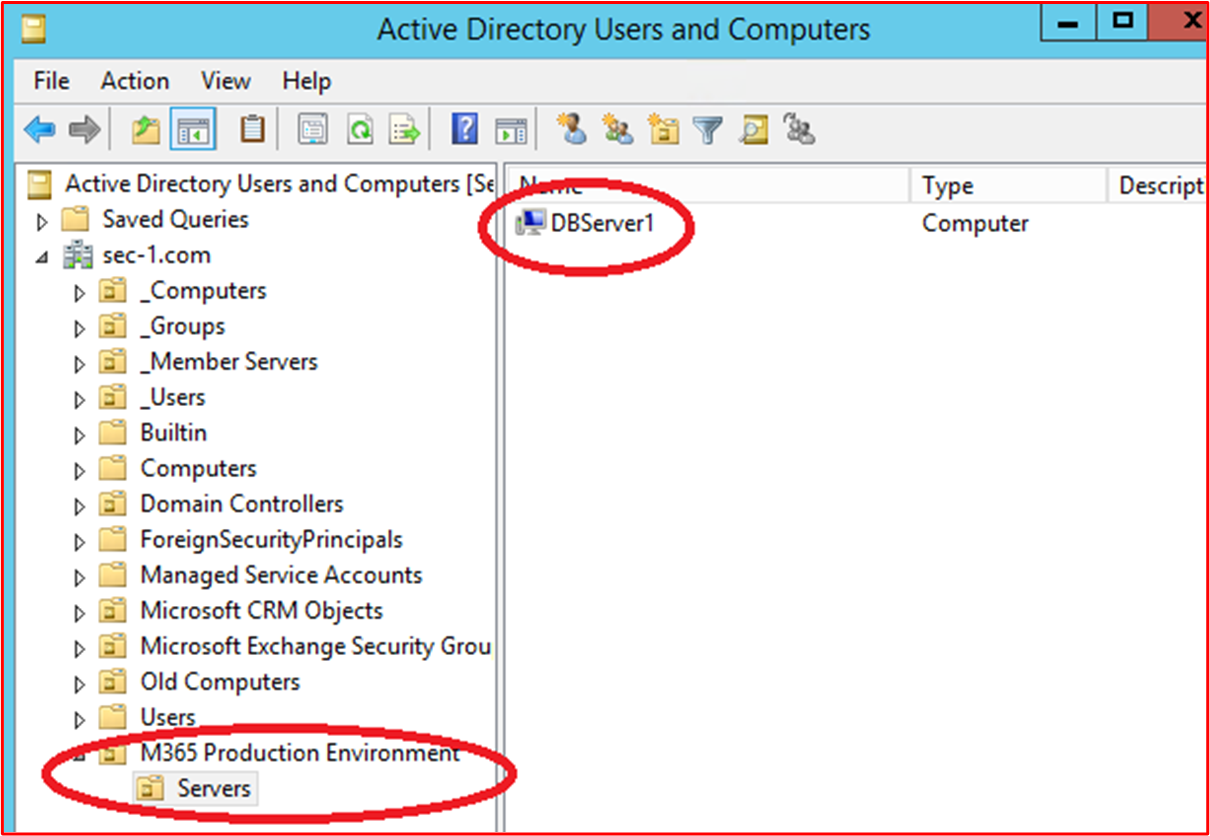 Active Directory Users and Computers
File Action View Help
Active Directory Users and Computers [Se
Saved Queries
sec-1.com
_Computers
_Groups
_Member Servers
_Users
Builtin
Computers
Domain Controllers
ForeignSecurityPrincipals
Managed Service Accounts
Microsoft CRM Objects
Microsoft Exchange Security Grou
Old Computers
Users
M365 Production Environment
Servers
Name Type Descript
DBServer1 Computer